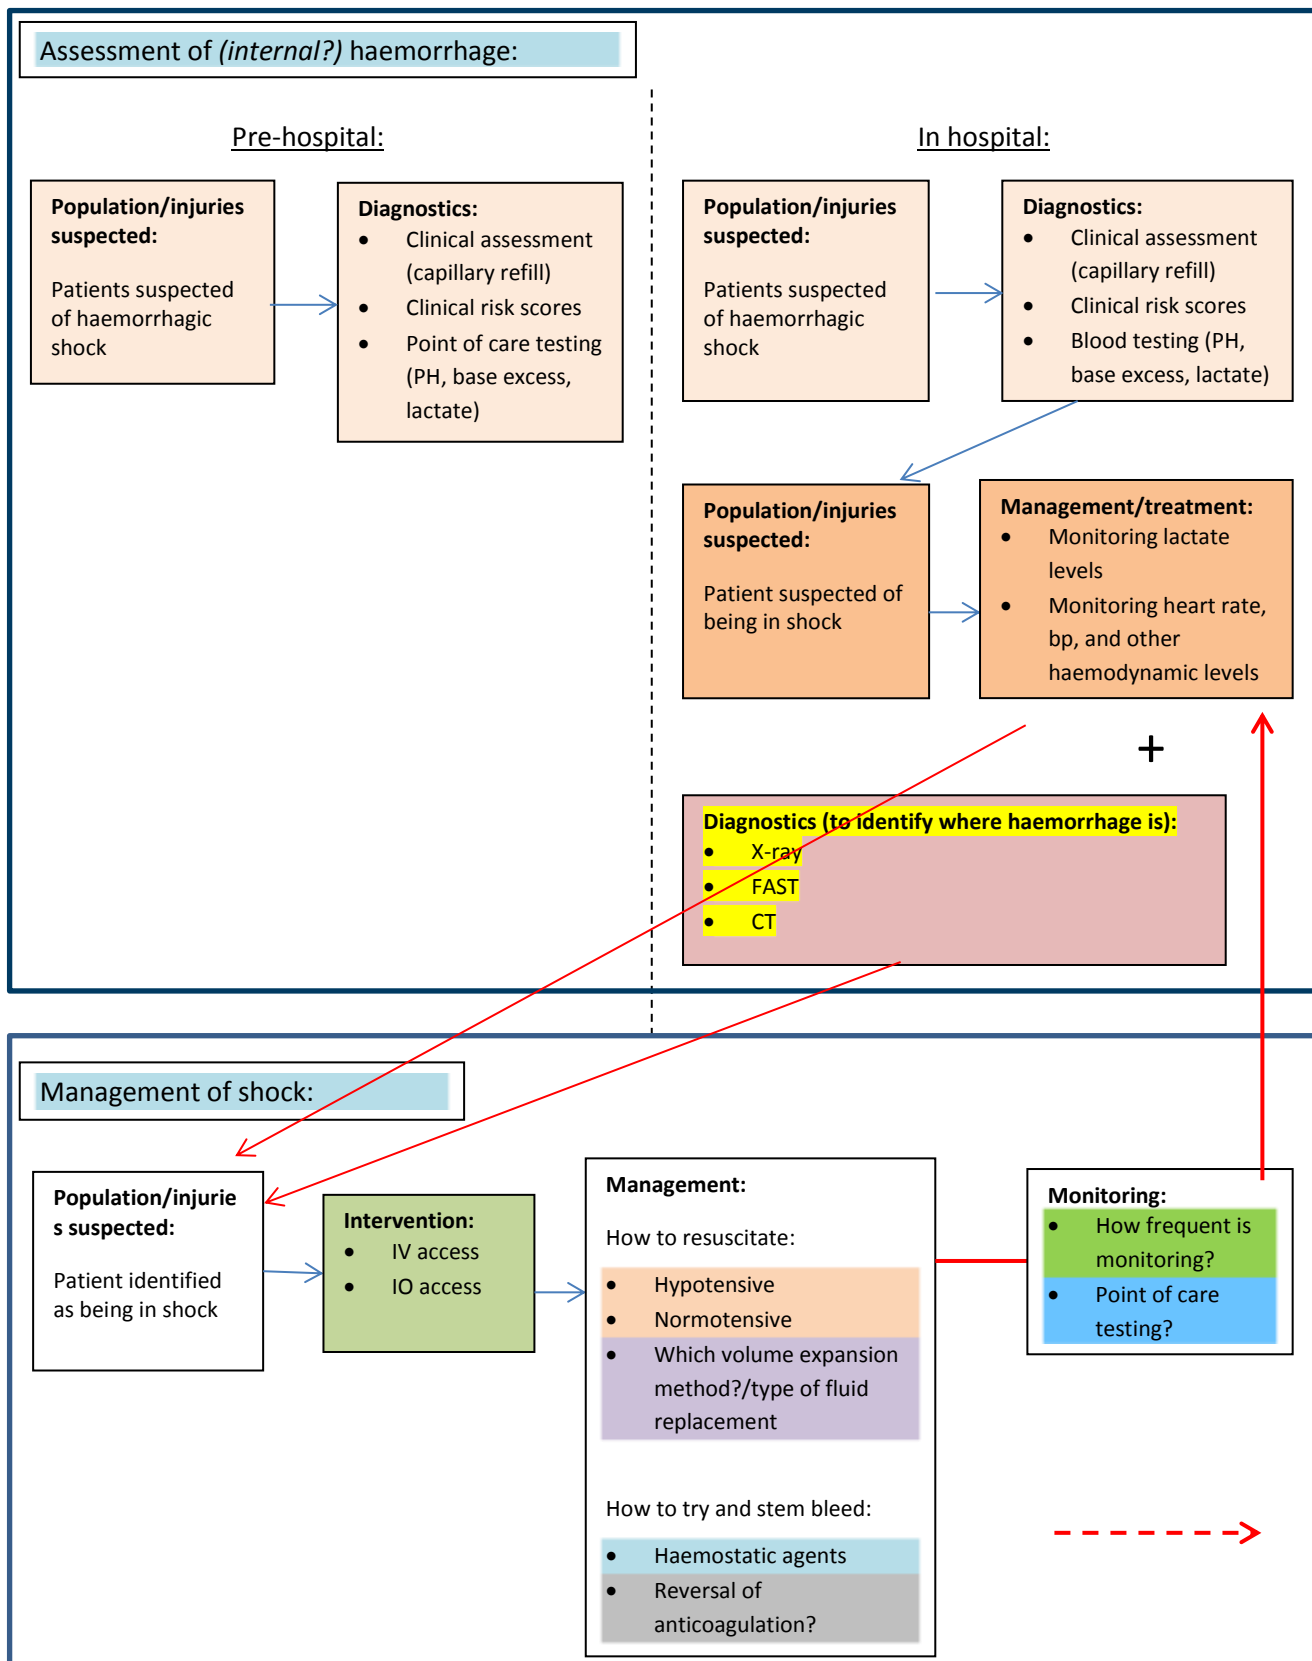 Assessment of (internal?) haemorrhage:
Pre-hospital:
Population/injuries
suspected:
Patients suspected
of haemorrhagic
shock
Diagnostics:
• Clinical assessment
(capillary refill)
• Clinical risk scores
• Point of care testing
(PH, base excess,
lactate)
In hospital:
Population/injuries
suspected:
Patients suspected
of haemorrhagic
shock
Diagnostics:
• Clinical assessment
(capillary refill)
• Clinical risk scores
• Blood testing (PH,
base excess, lactate)
Population/injuries
suspected:
Patient suspected of
being in shock
Management/treatment:
• Monitoring lactate
levels
• Monitoring heart rate,
bp, and other
haemodynamic levels
+
Diagnostics (to identify where haemorrhage is):
• X-ray
• FAST
• CT
Management of shock:
Population/injurie
s suspected:
Patient identified
as being in shock
Intervention:
• IV access
• IO access
Management:
How to resuscitate:
• Hypotensive
• Normotensive
• Which volume expansion
method?/type of fluid
replacement
How to try and stem bleed:
• Haemostatic agents
• Reversal of
anticoagulation?
Monitoring:
• How frequent is
monitoring?
• Point of care
testing?